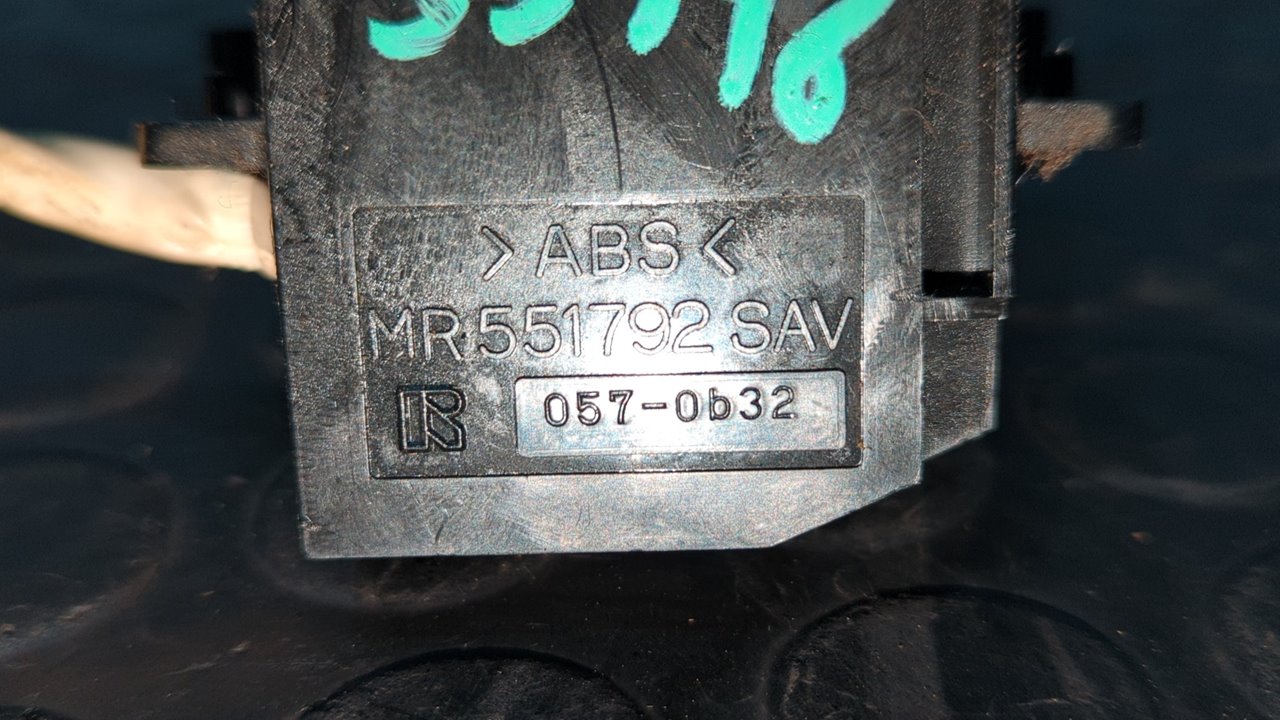 >ABS<
MR551792 SAV
R
057-0b32